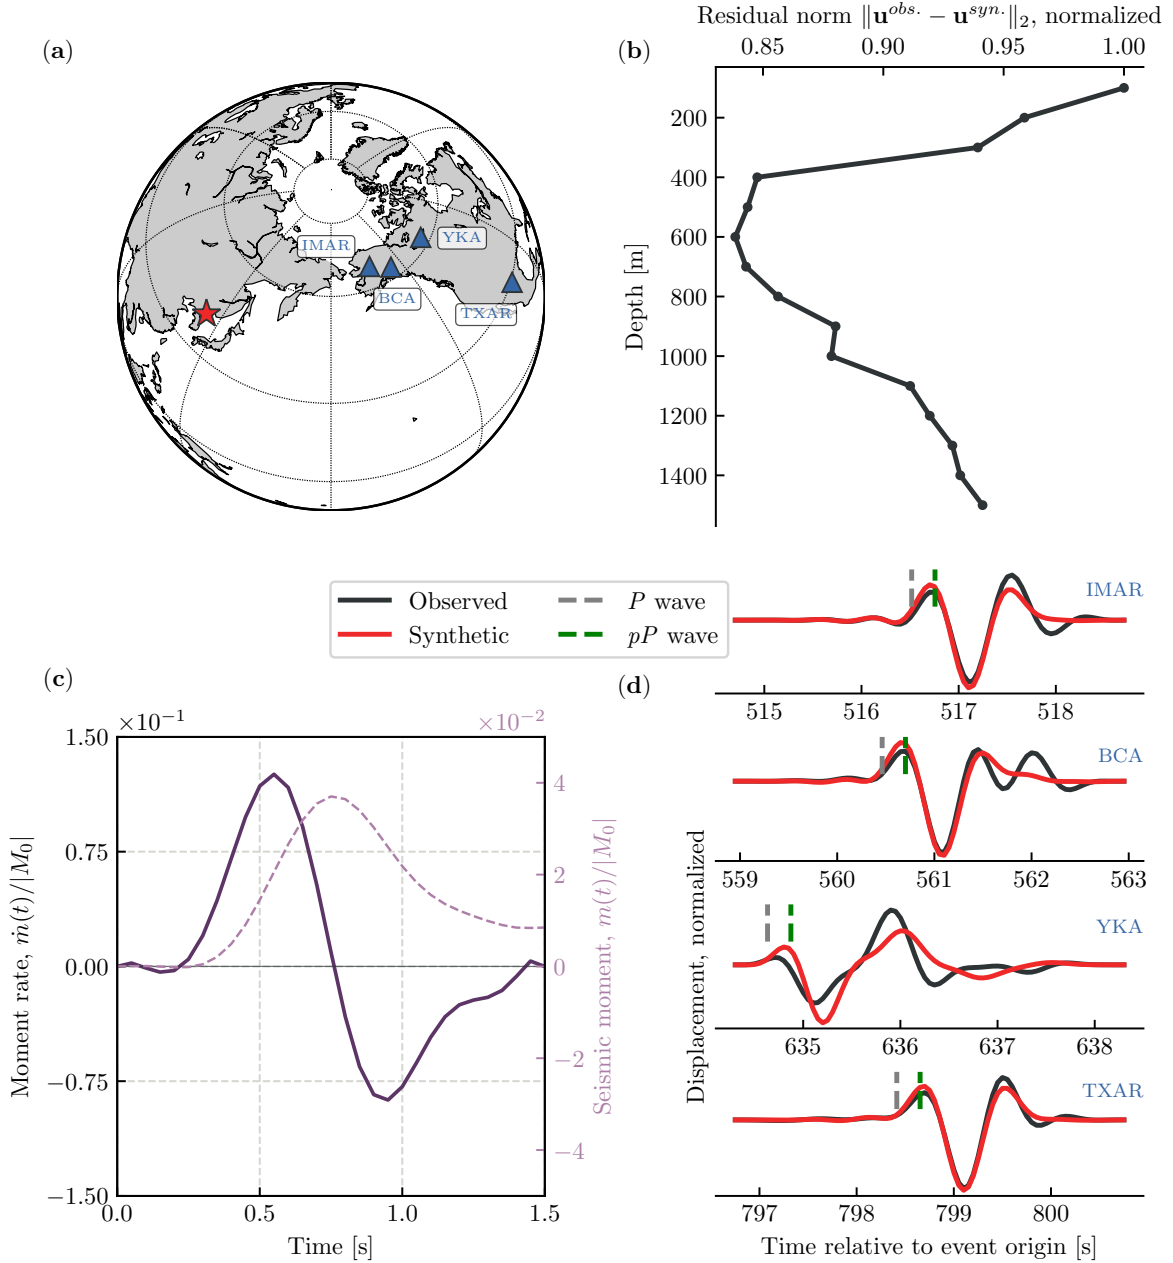 (a)
IMAR
YKA
BCA
TXAR
(b)
Residual norm ‖u^{obs.} − u^{syn.}‖₂, normalized
0.85 0.90 0.95 1.00
Depth [m]
200
400
600
800
1000
1200
1400
Observed
Synthetic
P wave
pP wave
(c)
×10⁻¹
×10⁻²
Moment rate, ṁ(t)/|M₀|
1.50
0.75
0.00
−0.75
−1.50
Seismic moment, m(t)/|M₀|
4
2
0
−2
−4
0.0 0.5 1.0 1.5
Time [s]
(d)
IMAR
515 516 517 518
BCA
559 560 561 562 563
Displacement, normalized
YKA
635 636 637 638
TXAR
797 798 799 800
Time relative to event origin [s]